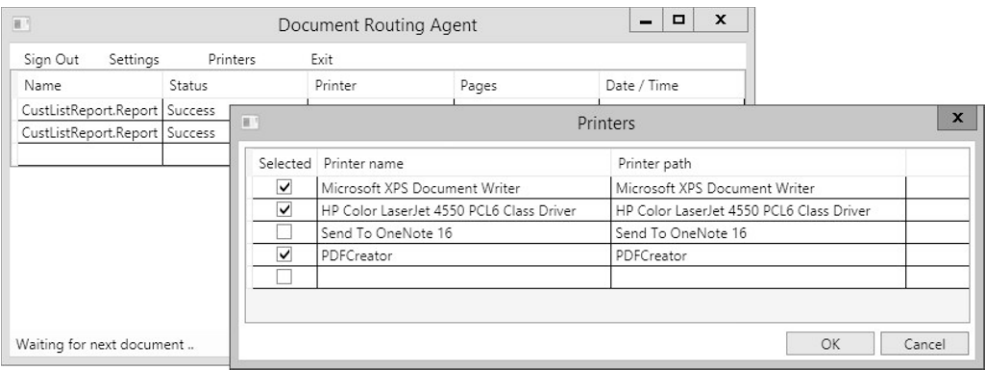 Document Routing Agent
Sign Out Settings Printers Exit
Name Status Printer Pages Date / Time
CustListReport.Report Success
CustListReport.Report Success
Waiting for next document ..
Printers
Selected Printer name Printer path
Microsoft XPS Document Writer Microsoft XPS Document Writer
HP Color LaserJet 4550 PCL6 Class Driver HP Color LaserJet 4550 PCL6 Class Driver
Send To OneNote 16 Send To OneNote 16
PDFCreator PDFCreator
OK Cancel